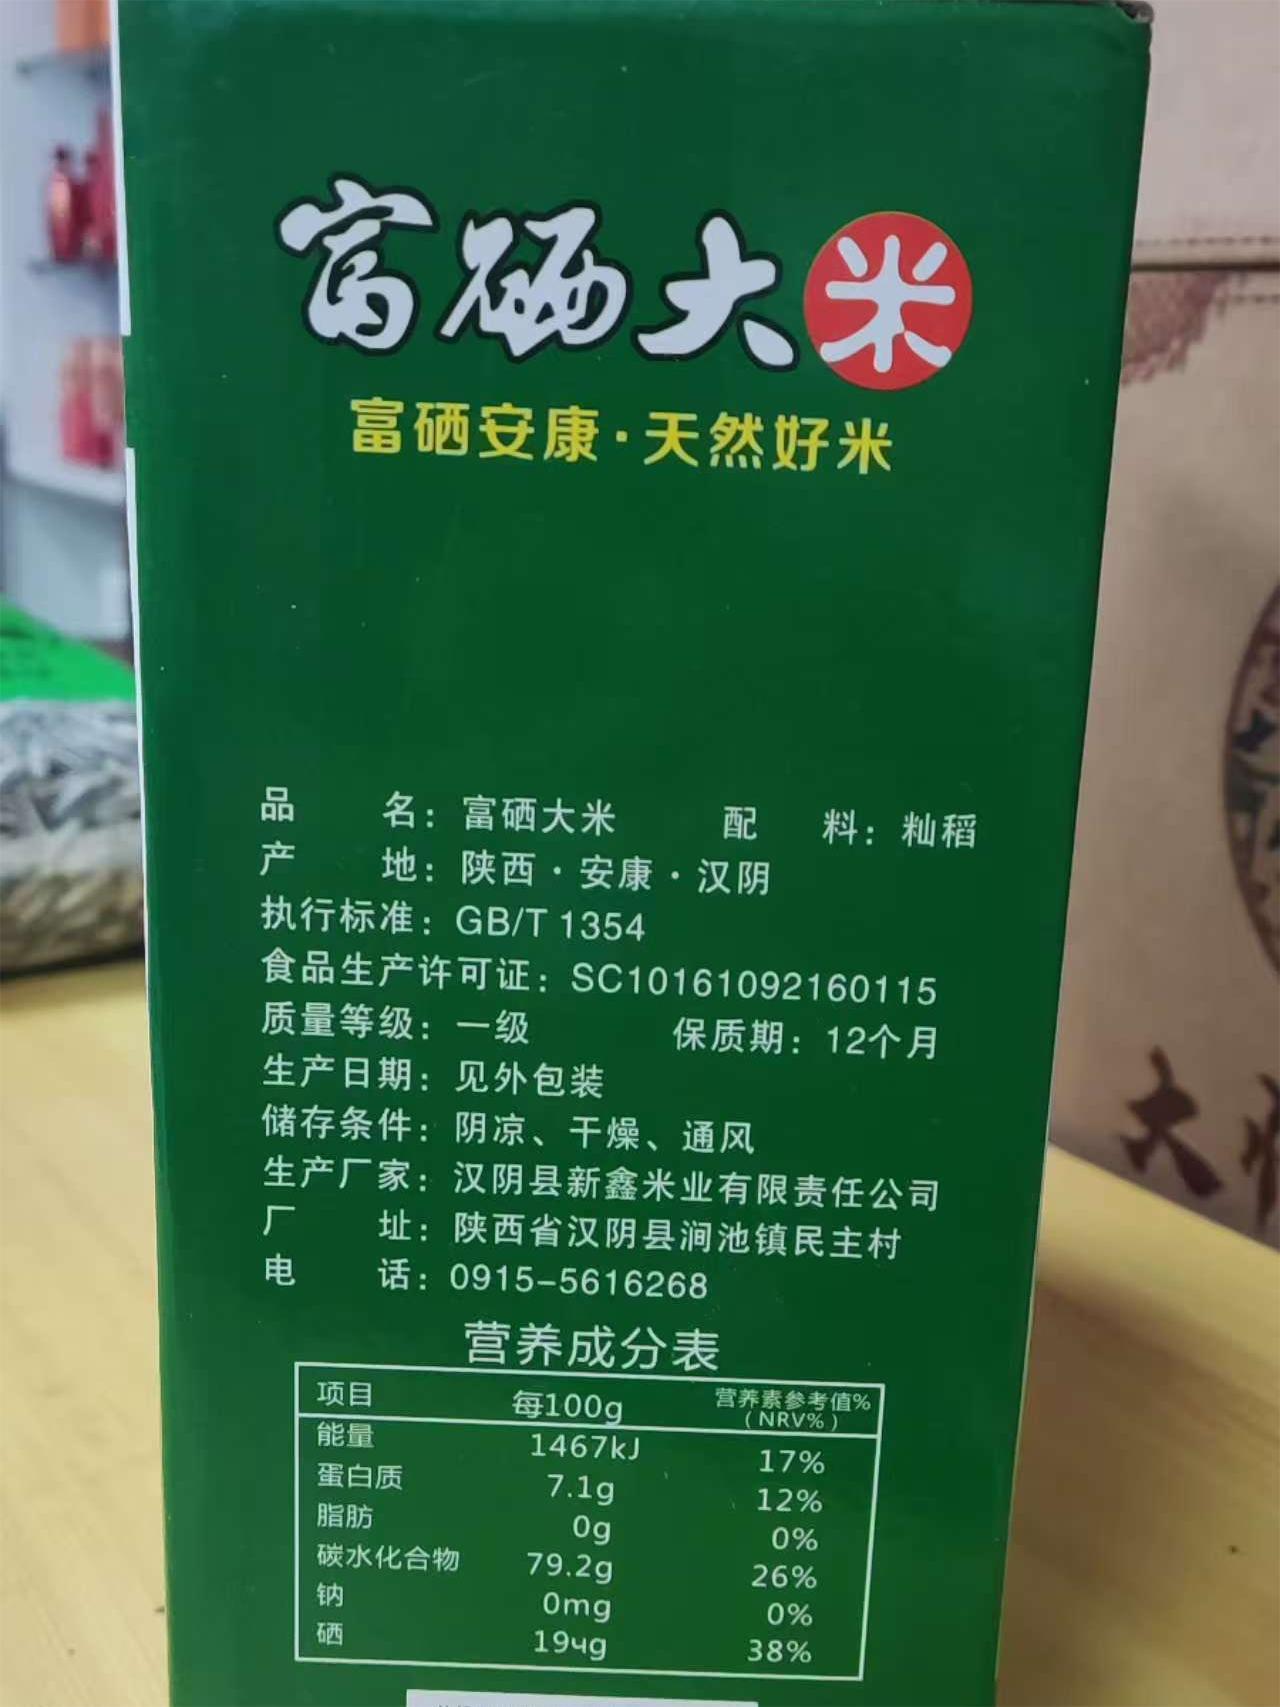 富硒大米
富硒安康·天然好米
品 名：富硒大米 配 料：籼稻
产 地：陕西·安康·汉阴
执行标准：GB/T 1354
食品生产许可证：SC10161092160115
质量等级：一级 保质期：12个月
生产日期：见外包装
储存条件：阴凉、干燥、通风
生产厂家：汉阴县新鑫米业有限责任公司
厂 址：陕西省汉阴县涧池镇民主村
电 话：0915-5616268
营养成分表
项目 每100g 营养素参考值%
（NRV%）
能量 1467kJ 17%
蛋白质 7.1g 12%
脂肪 0g 0%
碳水化合物 79.2g 26%
钠 0mg 0%
硒 19чg 38%
大